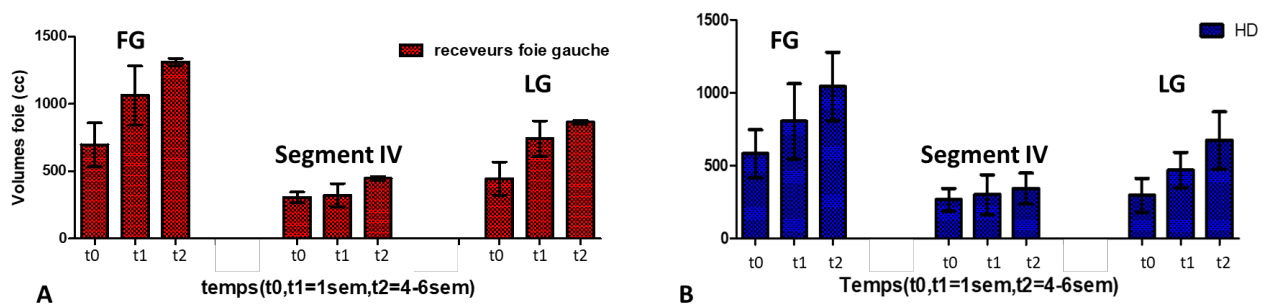 FG
receveurs foie gauche
LG
Segment IV
Volumes foie (cc)
1500
1000
500
0
t0 t1 t2 t0 t1 t2 t0 t1 t2
temps(t0,t1=1sem,t2=4-6sem)
A
FG
HD
LG
Segment IV
1500
1000
500
0
t0 t1 t2 t0 t1 t2 t0 t1 t2
Temps(t0,t1=1sem,t2=4-6sem)
B